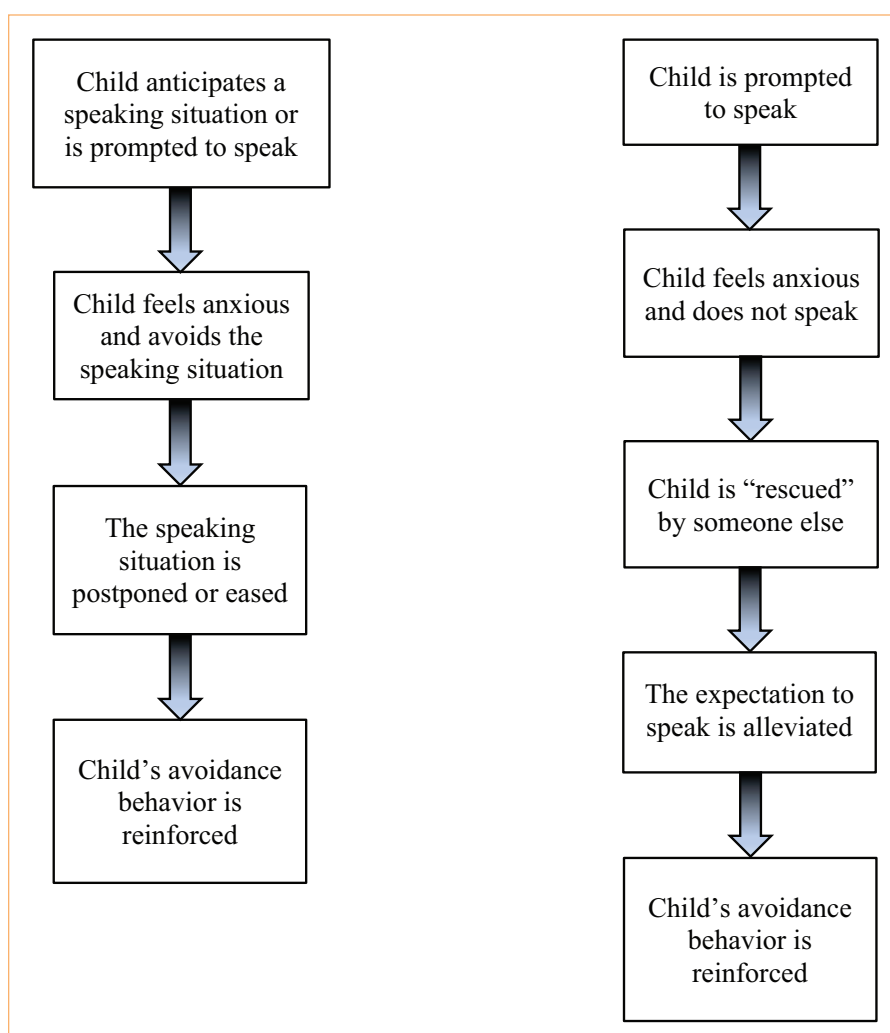 Child anticipates a
speaking situation or
is prompted to speak
Child feels anxious
and avoids the
speaking situation
The speaking
situation is
postponed or eased
Child’s avoidance
behavior is
reinforced
Child is prompted
to speak
Child feels anxious
and does not speak
Child is “rescued”
by someone else
The expectation to
speak is alleviated
Child’s avoidance
behavior is
reinforced